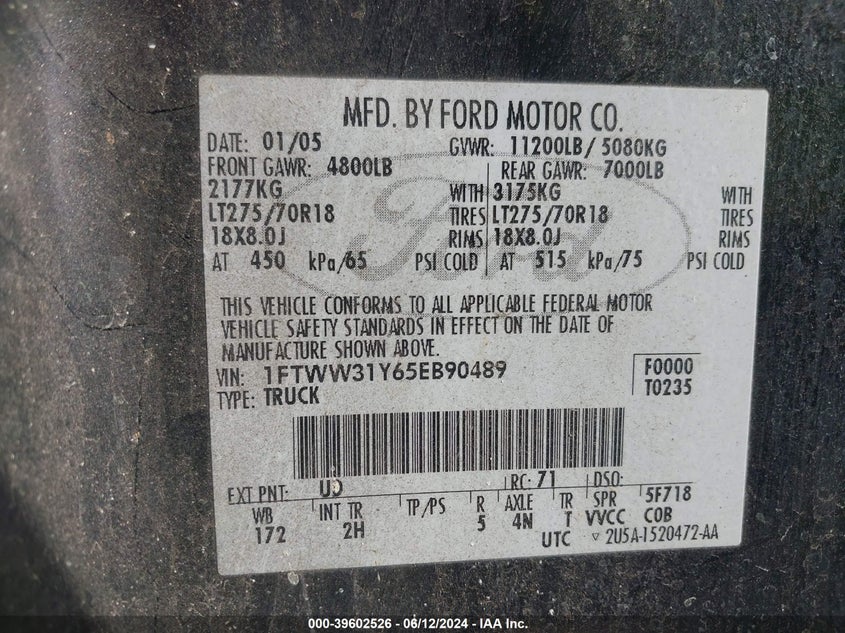 MFD. BY FORD MOTOR CO.
DATE: 01/05 GVWR: 11200LB/ 5080KG
FRONT GAWR: 4800LB REAR GAWR: 7000LB
2177KG WITH 3175KG WITH
LT275/70R18 TIRES LT275/70R18 TIRES
18X8.0J RIMS 18X8.0J RIMS
AT 450 kPa/65 PSI COLD AT 515 kPa/75 PSI COLD
Ford
THIS VEHICLE CONFORMS TO ALL APPLICABLE FEDERAL MOTOR
VEHICLE SAFETY STANDARDS IN EFFECT ON THE DATE OF
MANUFACTURE SHOWN ABOVE.
VIN: 1FTWW31Y65EB90489 F0000
TYPE: TRUCK T0235
EXT PNT: RC: 71 DSO:
WB INT TR TP/PS R AXLE TR SPR 5F718
172 2H 5 4N T VVCC COB
UTC ▽ 2U5A-1520472-AA
000-39602526 - 06/12/2024 - IAA Inc.